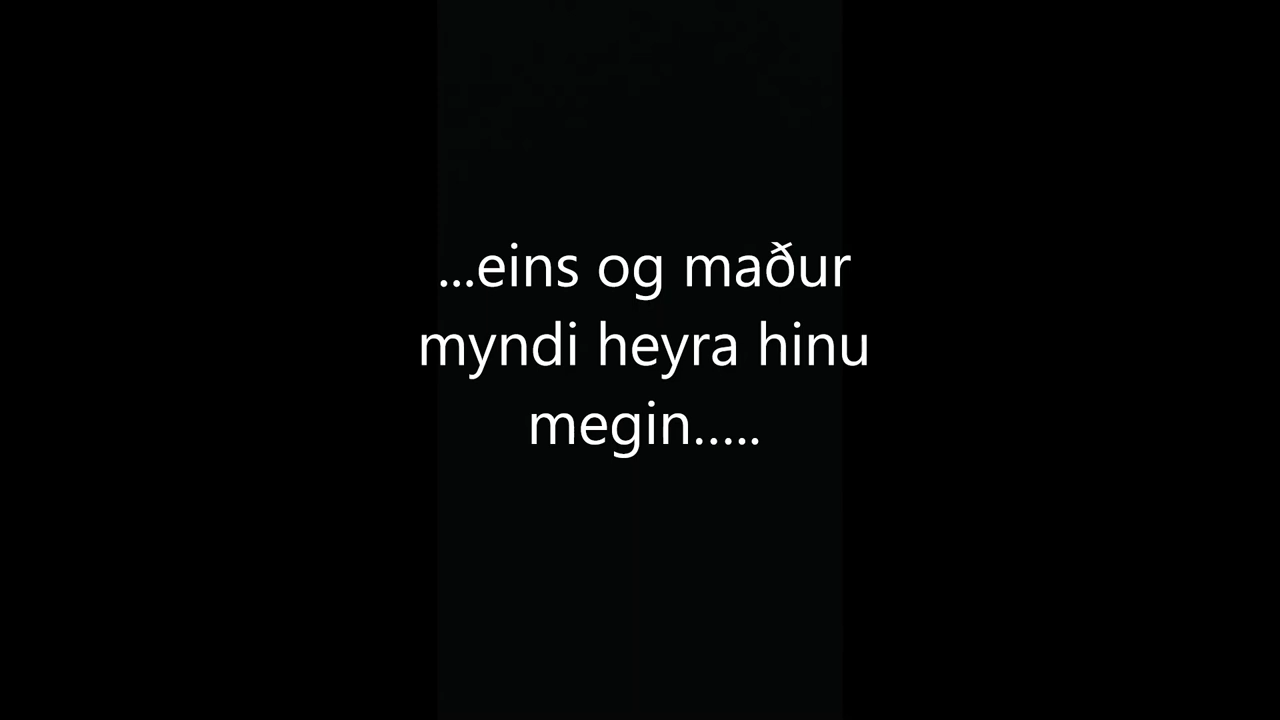 ...eins og maður
myndi heyra hinu
megin.....